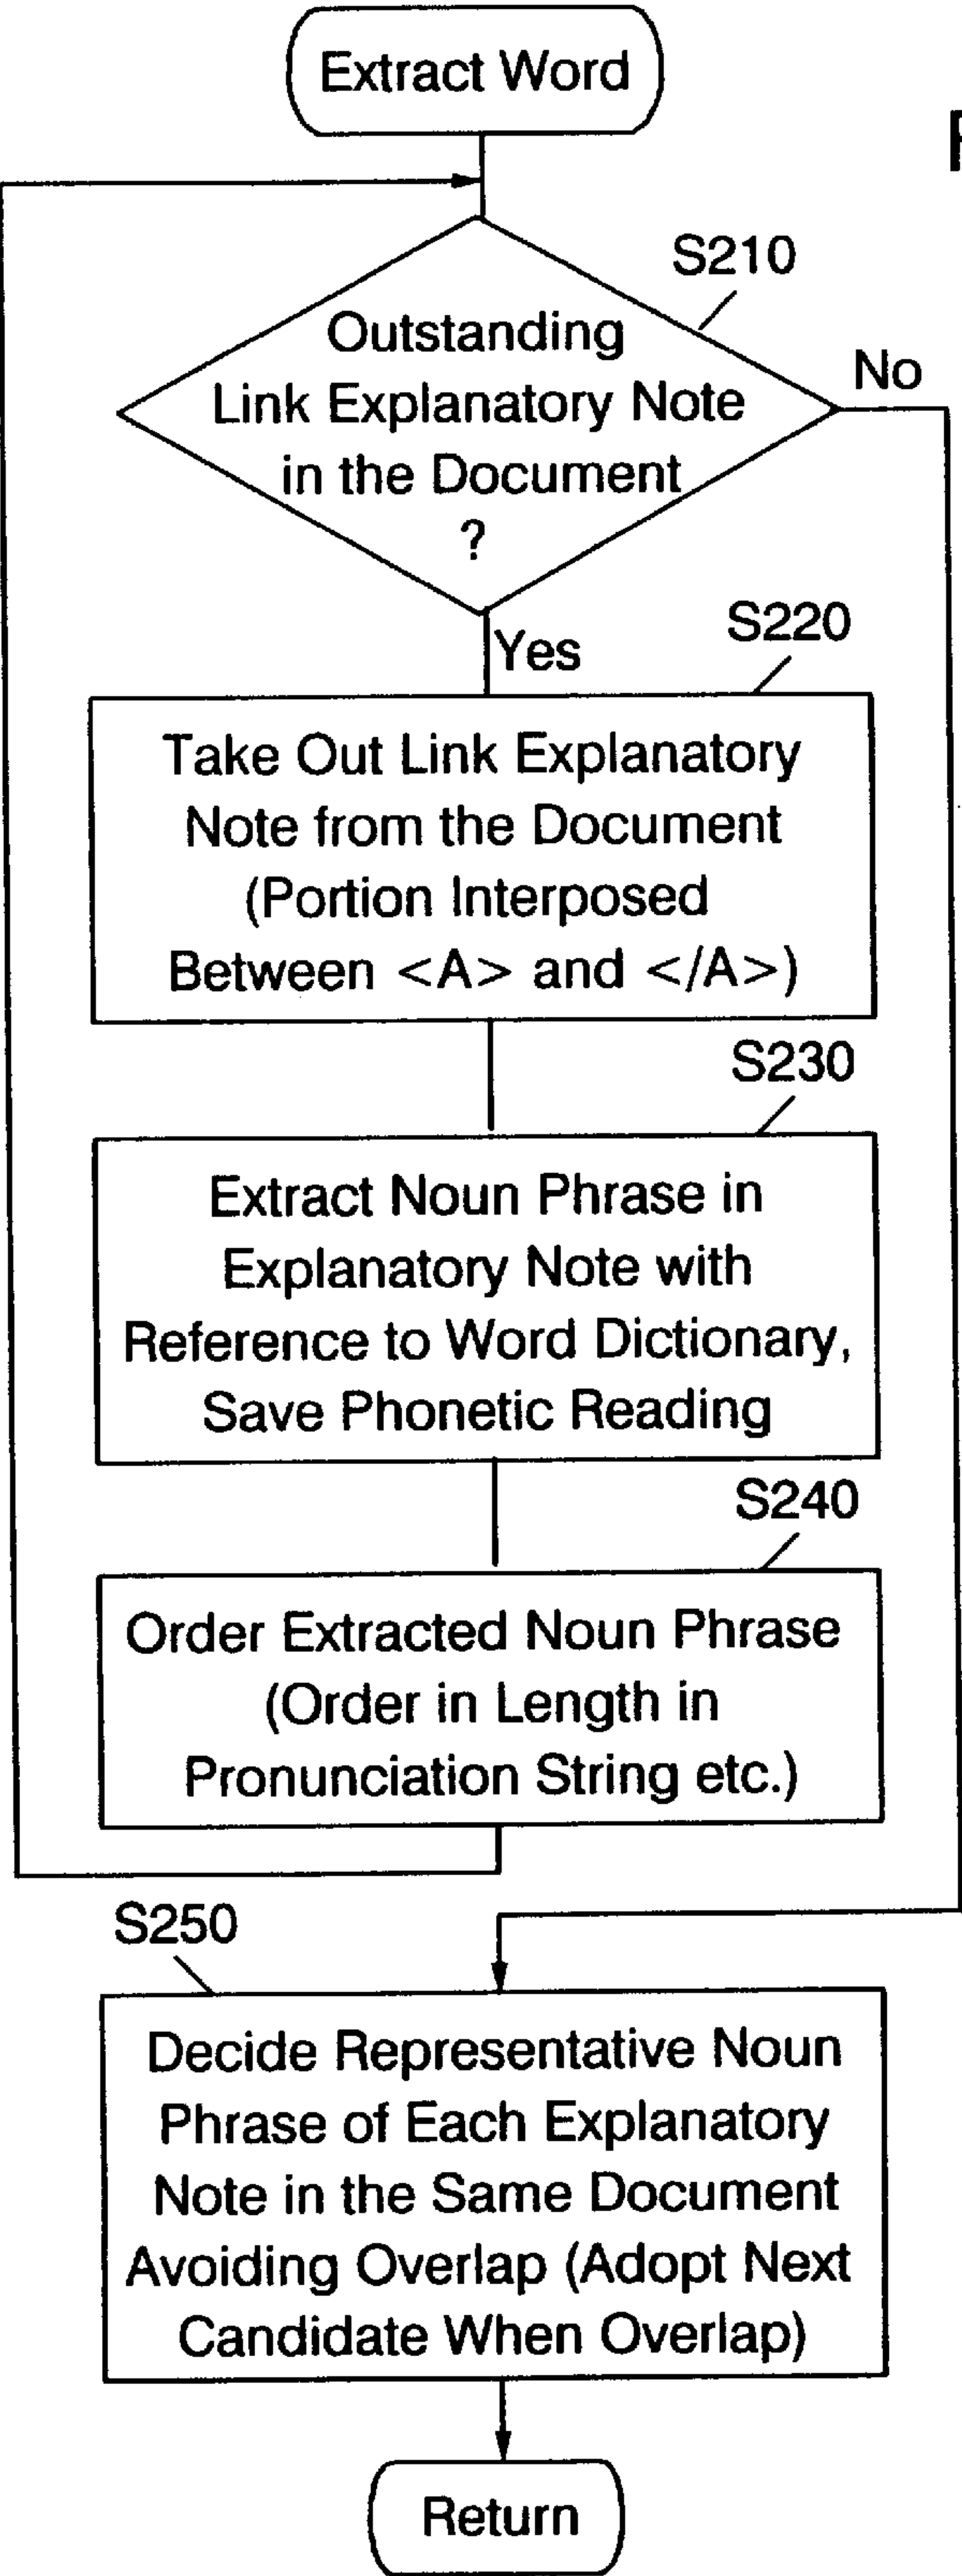 Extract Word
S210
Outstanding
Link Explanatory Note
in the Document
?
No
Yes
S220
Take Out Link Explanatory
Note from the Document
(Portion Interposed
Between <A> and </A>)
S230
Extract Noun Phrase in
Explanatory Note with
Reference to Word Dictionary,
Save Phonetic Reading
S240
Order Extracted Noun Phrase
(Order in Length in
Pronunciation String etc.)
S250
Decide Representative Noun
Phrase of Each Explanatory
Note in the Same Document
Avoiding Overlap (Adopt Next
Candidate When Overlap)
Return